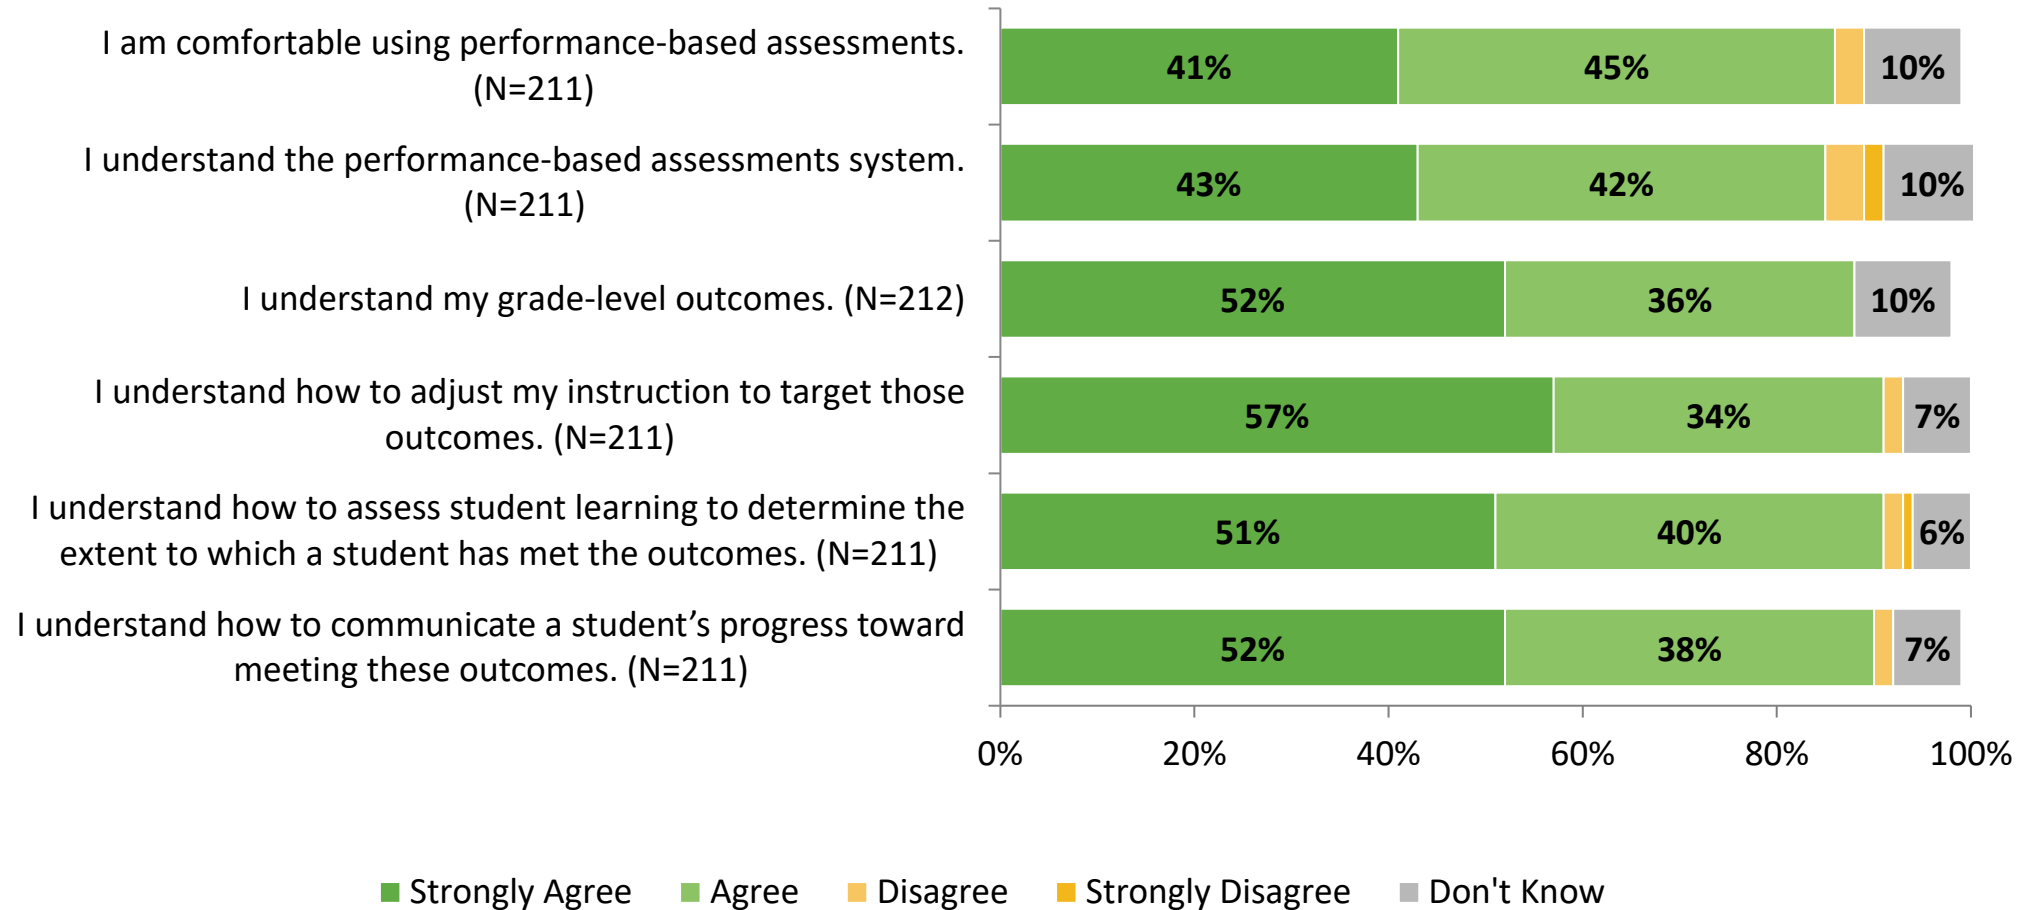 I am comfortable using performance-based assessments.
(N=211)
41%
45%
10%
I understand the performance-based assessments system.
(N=211)
43%
42%
10%
I understand my grade-level outcomes. (N=212)
52%
36%
10%
I understand how to adjust my instruction to target those
outcomes. (N=211)
57%
34%
7%
I understand how to assess student learning to determine the
extent to which a student has met the outcomes. (N=211)
51%
40%
6%
I understand how to communicate a student’s progress toward
meeting these outcomes. (N=211)
52%
38%
7%
0% 20% 40% 60% 80% 100%
Strongly Agree Agree Disagree Strongly Disagree Don't Know